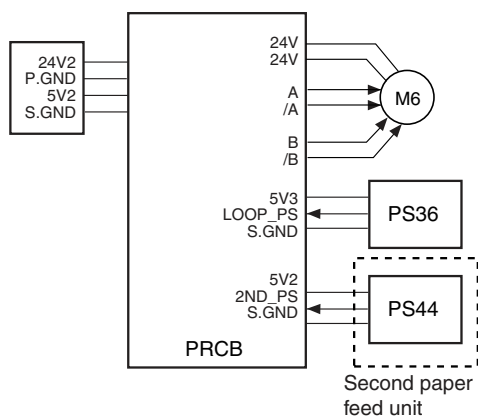 24V2
P.GND
5V2
S.GND
24V
24V
A
/A
B
/B
M6
5V3
LOOP_PS
S.GND
PS36
5V2
2ND_PS
S.GND
PS44
PRCB
Second paper
feed unit